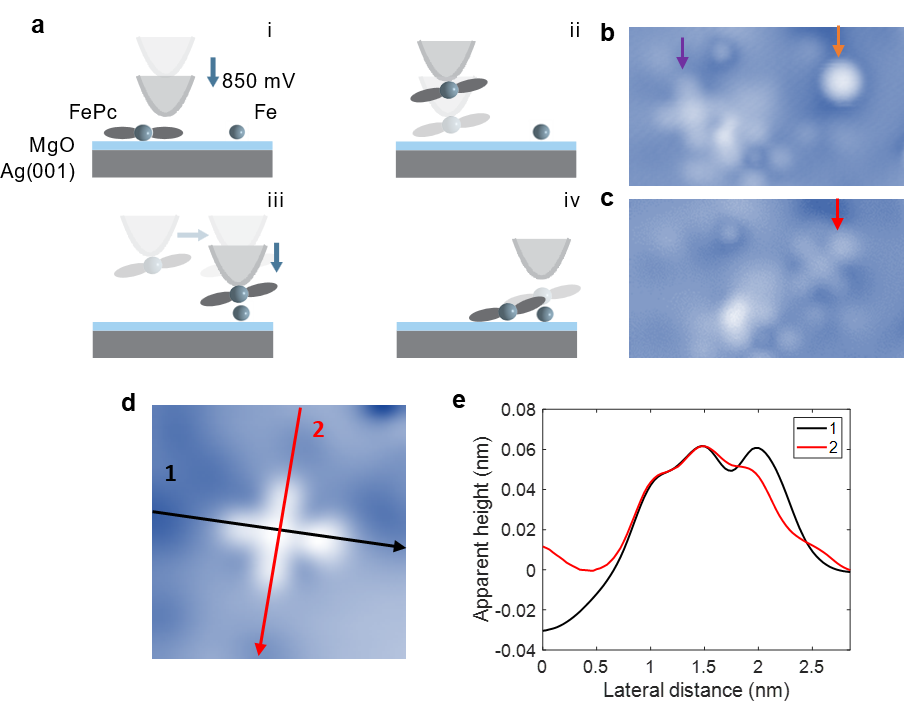 a
i
850 mV
FePc
Fe
MgO
Ag(001)
ii
iii
iv
b
c
d
1
2
e
0.08
0.06
0.04
0.02
0
-0.02
-0.04
Apparent height (nm)
0
0.5
1
1.5
2
2.5
Lateral distance (nm)
1
2